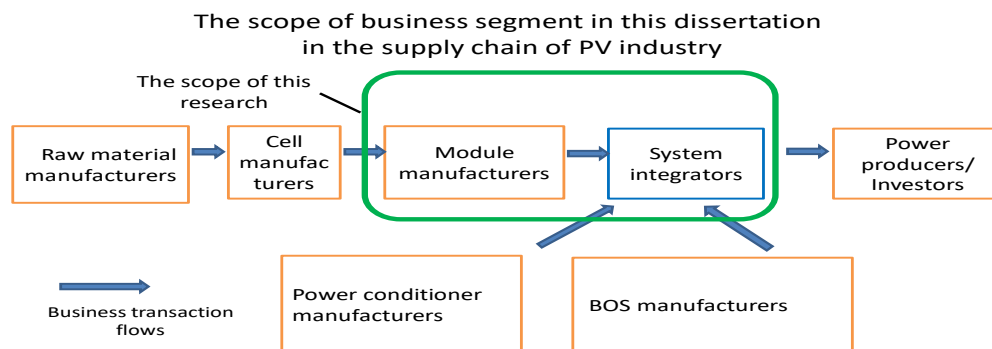 The scope of business segment in this dissertation
in the supply chain of PV industry
The scope of this
research
Raw material
manufacturers
Cell
manufac
turers
Module
manufacturers
System
integrators
Power
producers/
Investors
Power conditioner
manufacturers
BOS manufacturers
Business transaction
flows